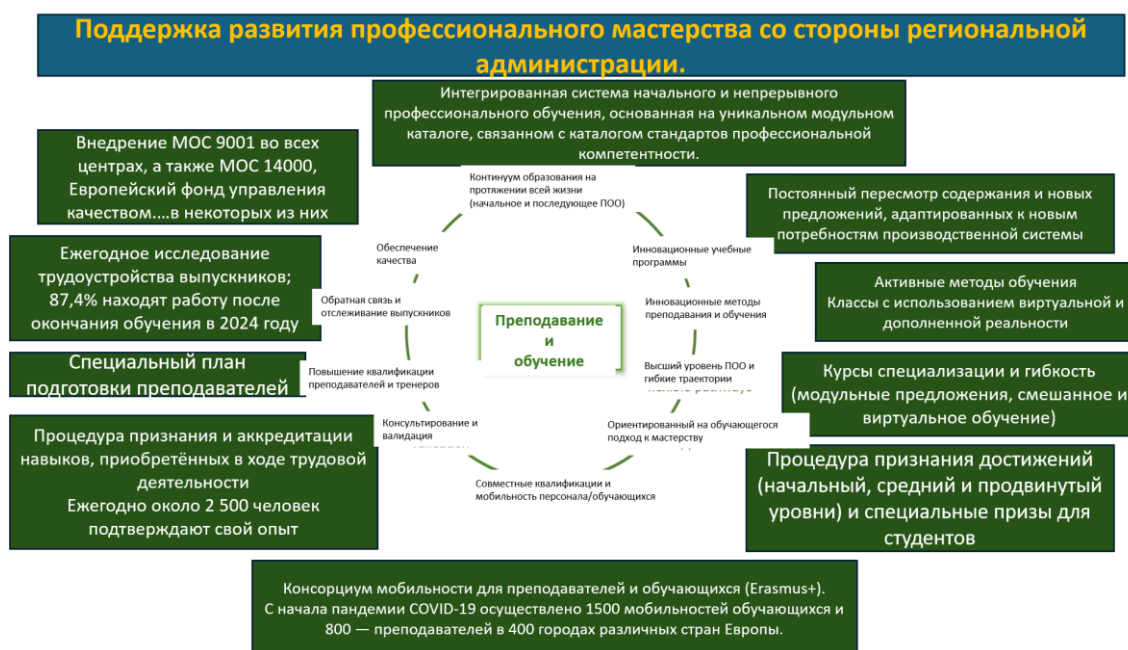 Поддержка развития профессионального мастерства со стороны региональной
администрации.
Интегрированная система начального и непрерывного
профессионального обучения, основанная на уникальном модульном
каталоге, связанном с каталогом стандартов профессиональной
компетентности.
Внедрение МОС 9001 во всех
центрах, а также МОС 14000,
Европейский фонд управления
качеством....в некоторых из них
Континуум образования на
протяжении всей жизни
(начальное и последующее ПОО)
Постоянный пересмотр содержания и новых
предложений, адаптированных к новым
потребностям производственной системы
Обеспечение
качества
Инновационные учебные
программы
Ежегодное исследование
трудоустройства выпускников;
87,4% находят работу после
окончания обучения в 2024 году
Обратная связь и
отслеживание выпускников
Преподавание
и
обучение
Инновационные методы
преподавания и обучения
Активные методы обучения
Классы с использованием виртуальной и
дополненной реальности
Специальный план
подготовки преподавателей
Повышение квалификации
преподавателей и тренеров
Высший уровень ПОО и
гибкие траектории
Курсы специализации и гибкость
(модульные предложения, смешанное и
виртуальное обучение)
Процедура признания и аккредитации
навыков, приобретённых в ходе трудовой
деятельности
Ежегодно около 2 500 человек
подтверждают свой опыт
Консультирование и
валидация
Ориентированный на обучающегося
подход к мастерству
Процедура признания достижений
(начальный, средний и продвинутый
уровни) и специальные призы для
студентов
Совместные квалификации и
мобильность персонала/обучающихся
Консорциум мобильности для преподавателей и обучающихся (Erasmus+).
С начала пандемии COVID-19 осуществлено 1500 мобильностей обучающихся и
800 — преподавателей в 400 городах различных стран Европы.